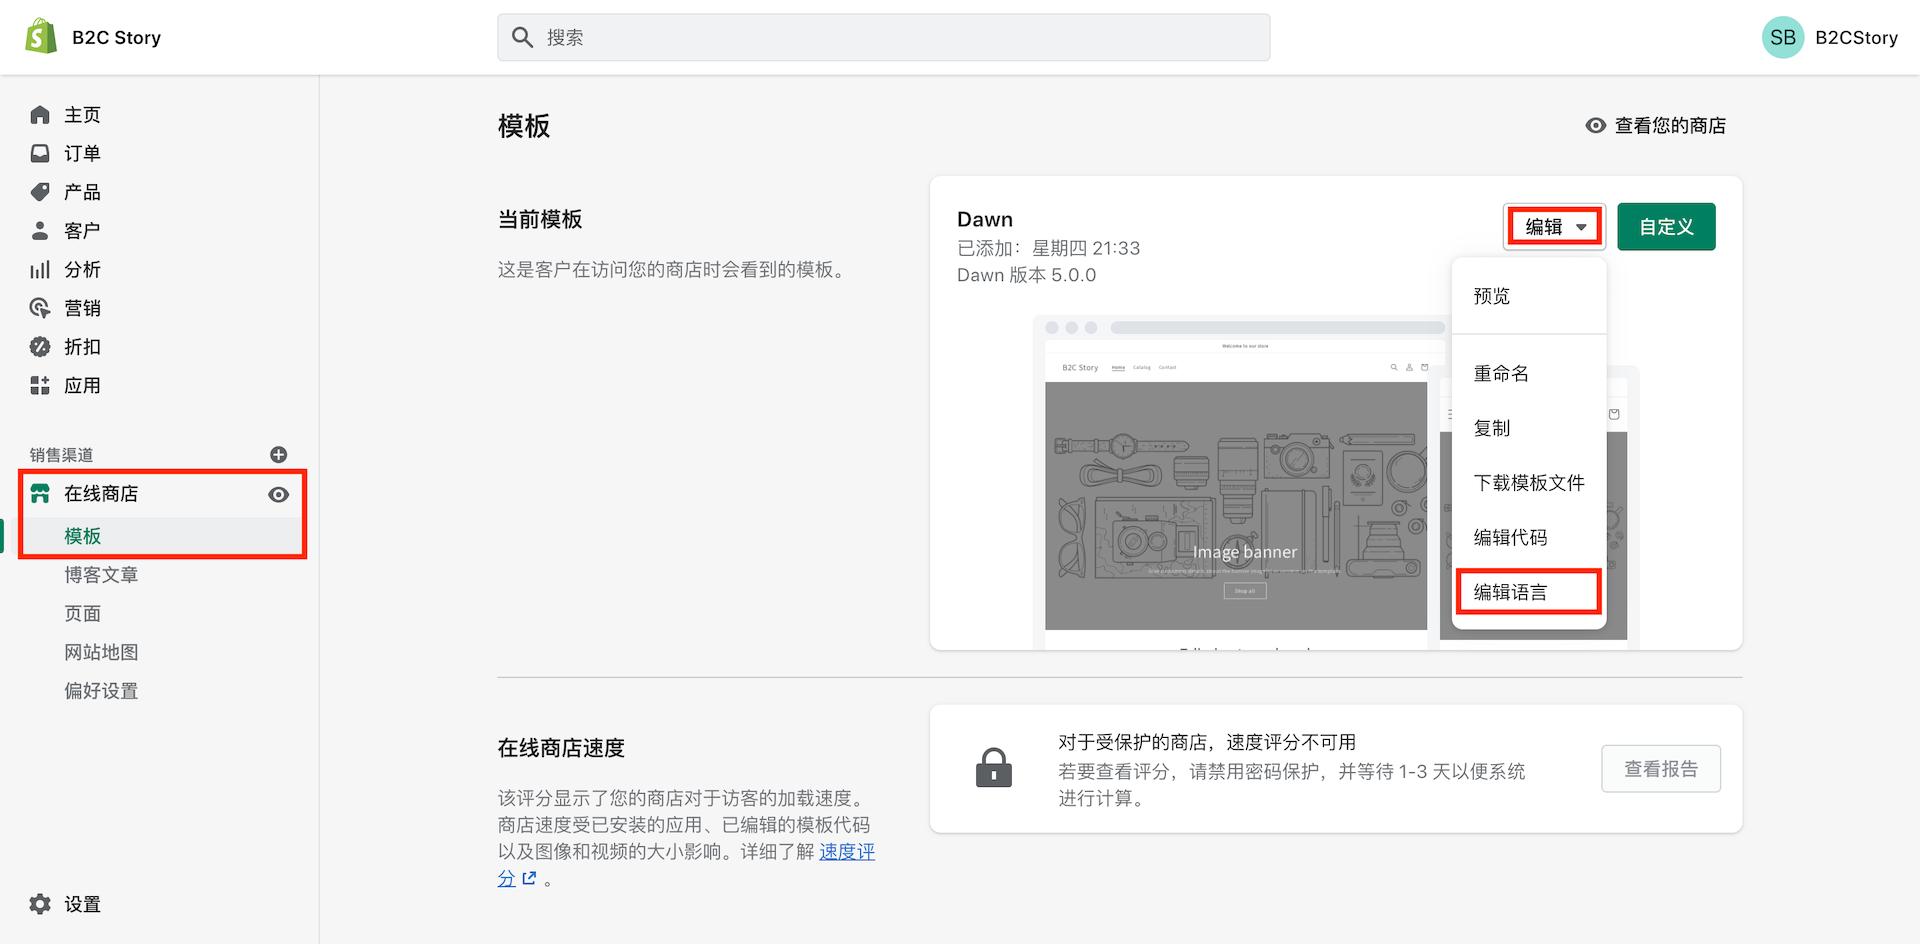 B2C Story
搜索
SB
B2CStory
主页
订单
产品
客户
分析
营销
折扣
应用
销售渠道
在线商店
模板
博客文章
页面
网站地图
偏好设置
设置
模板
查看您的商店
当前模板
这是客户在访问您的商店时会看到的模板。
Dawn
已添加：星期四 21:33
Dawn 版本 5.0.0
编辑
自定义
预览
重命名
复制
下载模板文件
编辑代码
编辑语言
Welcome to our store
B2C Story
Home
Catalog
Contact
Image banner
Shop all
在线商店速度
该评分显示了您的商店对于访客的加载速度。
商店速度受已安装的应用、已编辑的模板代码
以及图像和视频的大小影响。详细了解 速度评
分 。
对于受保护的商店，速度评分不可用
若要查看评分，请禁用密码保护，并等待 1-3 天以便系统
进行计算。
查看报告